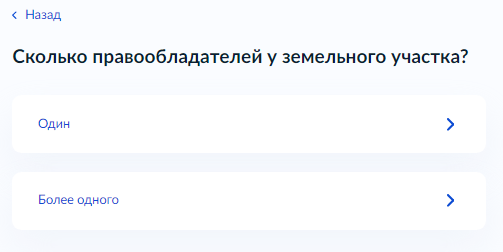 Назад
Сколько правообладателей у земельного участка?
Один
Более одного